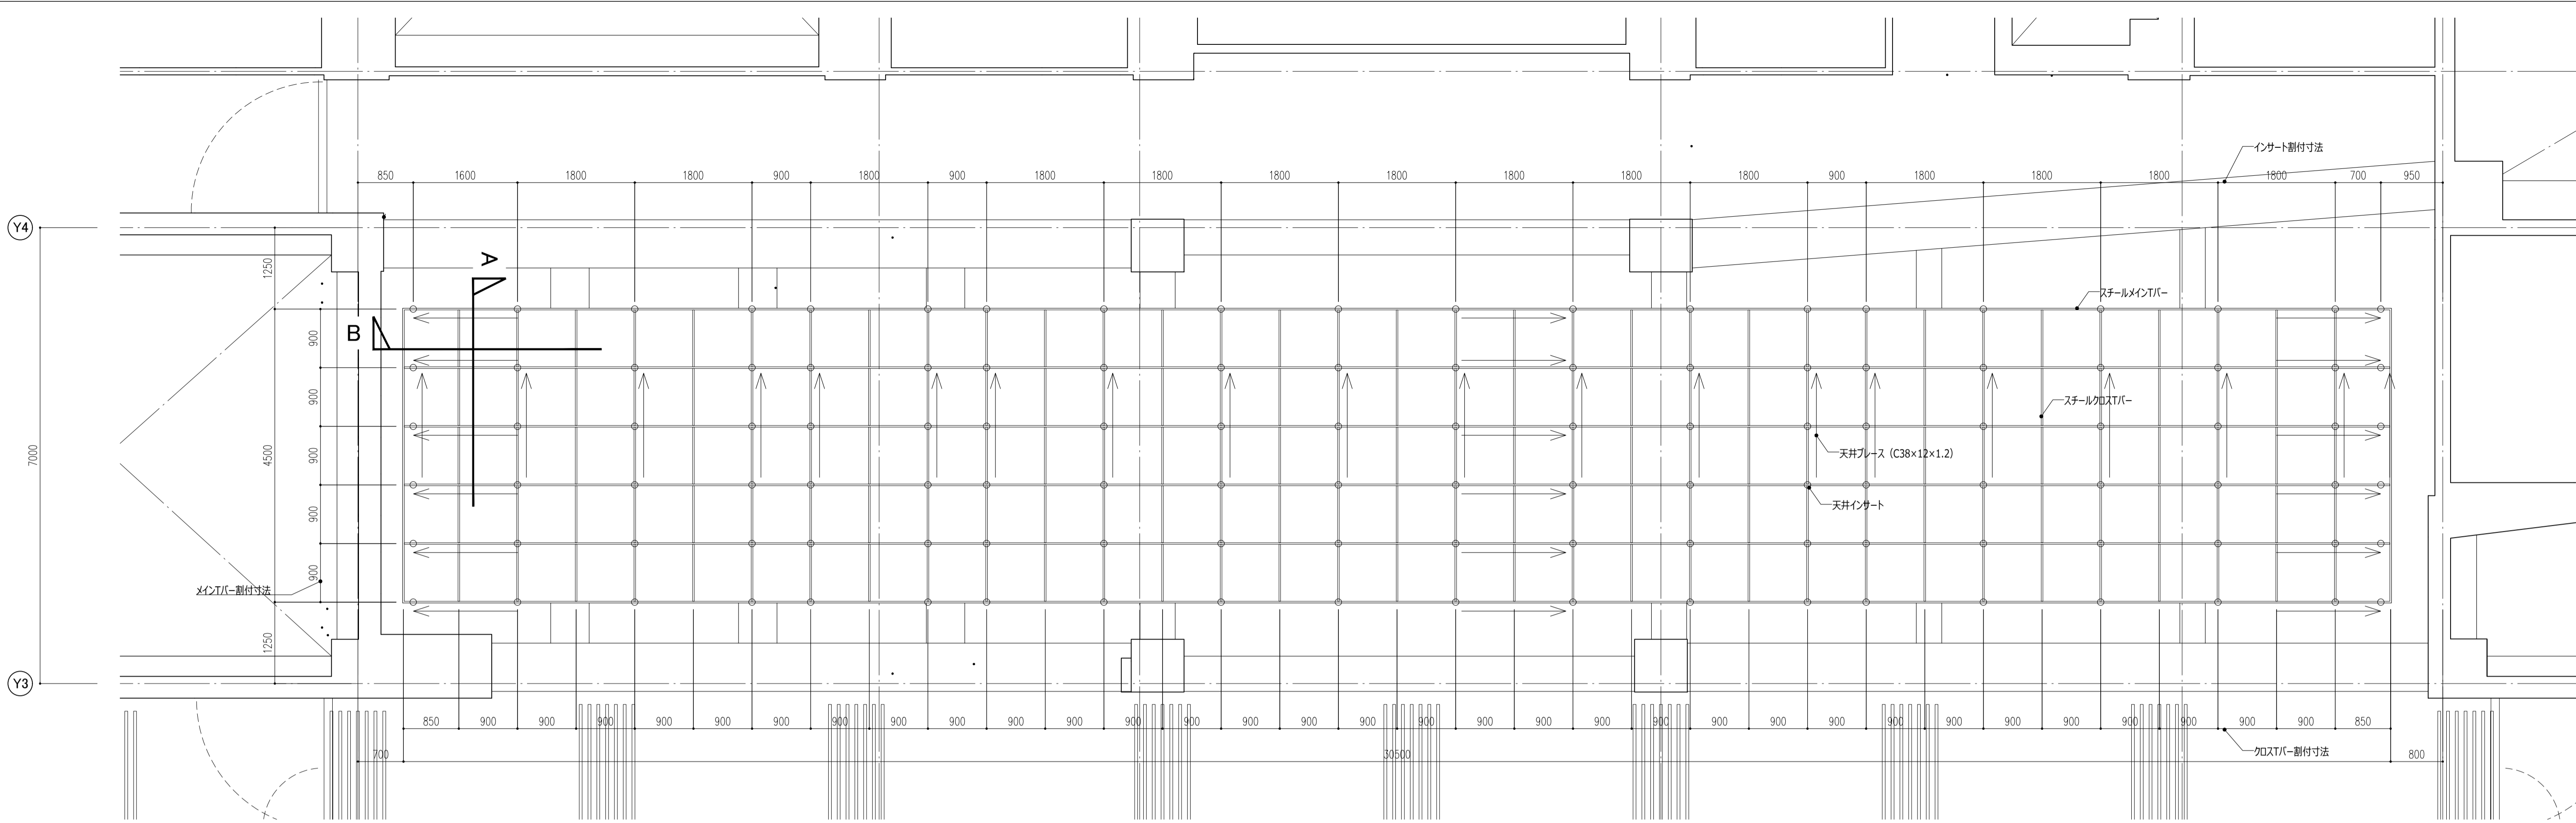 インサート割付寸法
850 1600 1800 1800 900 1800 900 1800 1800 1800 1800 1800 1800 1800 900 1800 1800 1800 1800 700 950
Y4
A
1250
スチールメインTバー
B
900
900
スチールクロスTバー
7000
4500
900
天井ブレース（C38×12×1.2）
天井インサート
900
900
メインTバー割付寸法
1250
Y3
850 900 900 900 900 900 900 900 900 900 900 900 900 900 900 900 900 900 900 900 900 900 900 900 900 900 900 900 900 900 900 900 900 850
クロスTバー割付寸法
700 30500 800